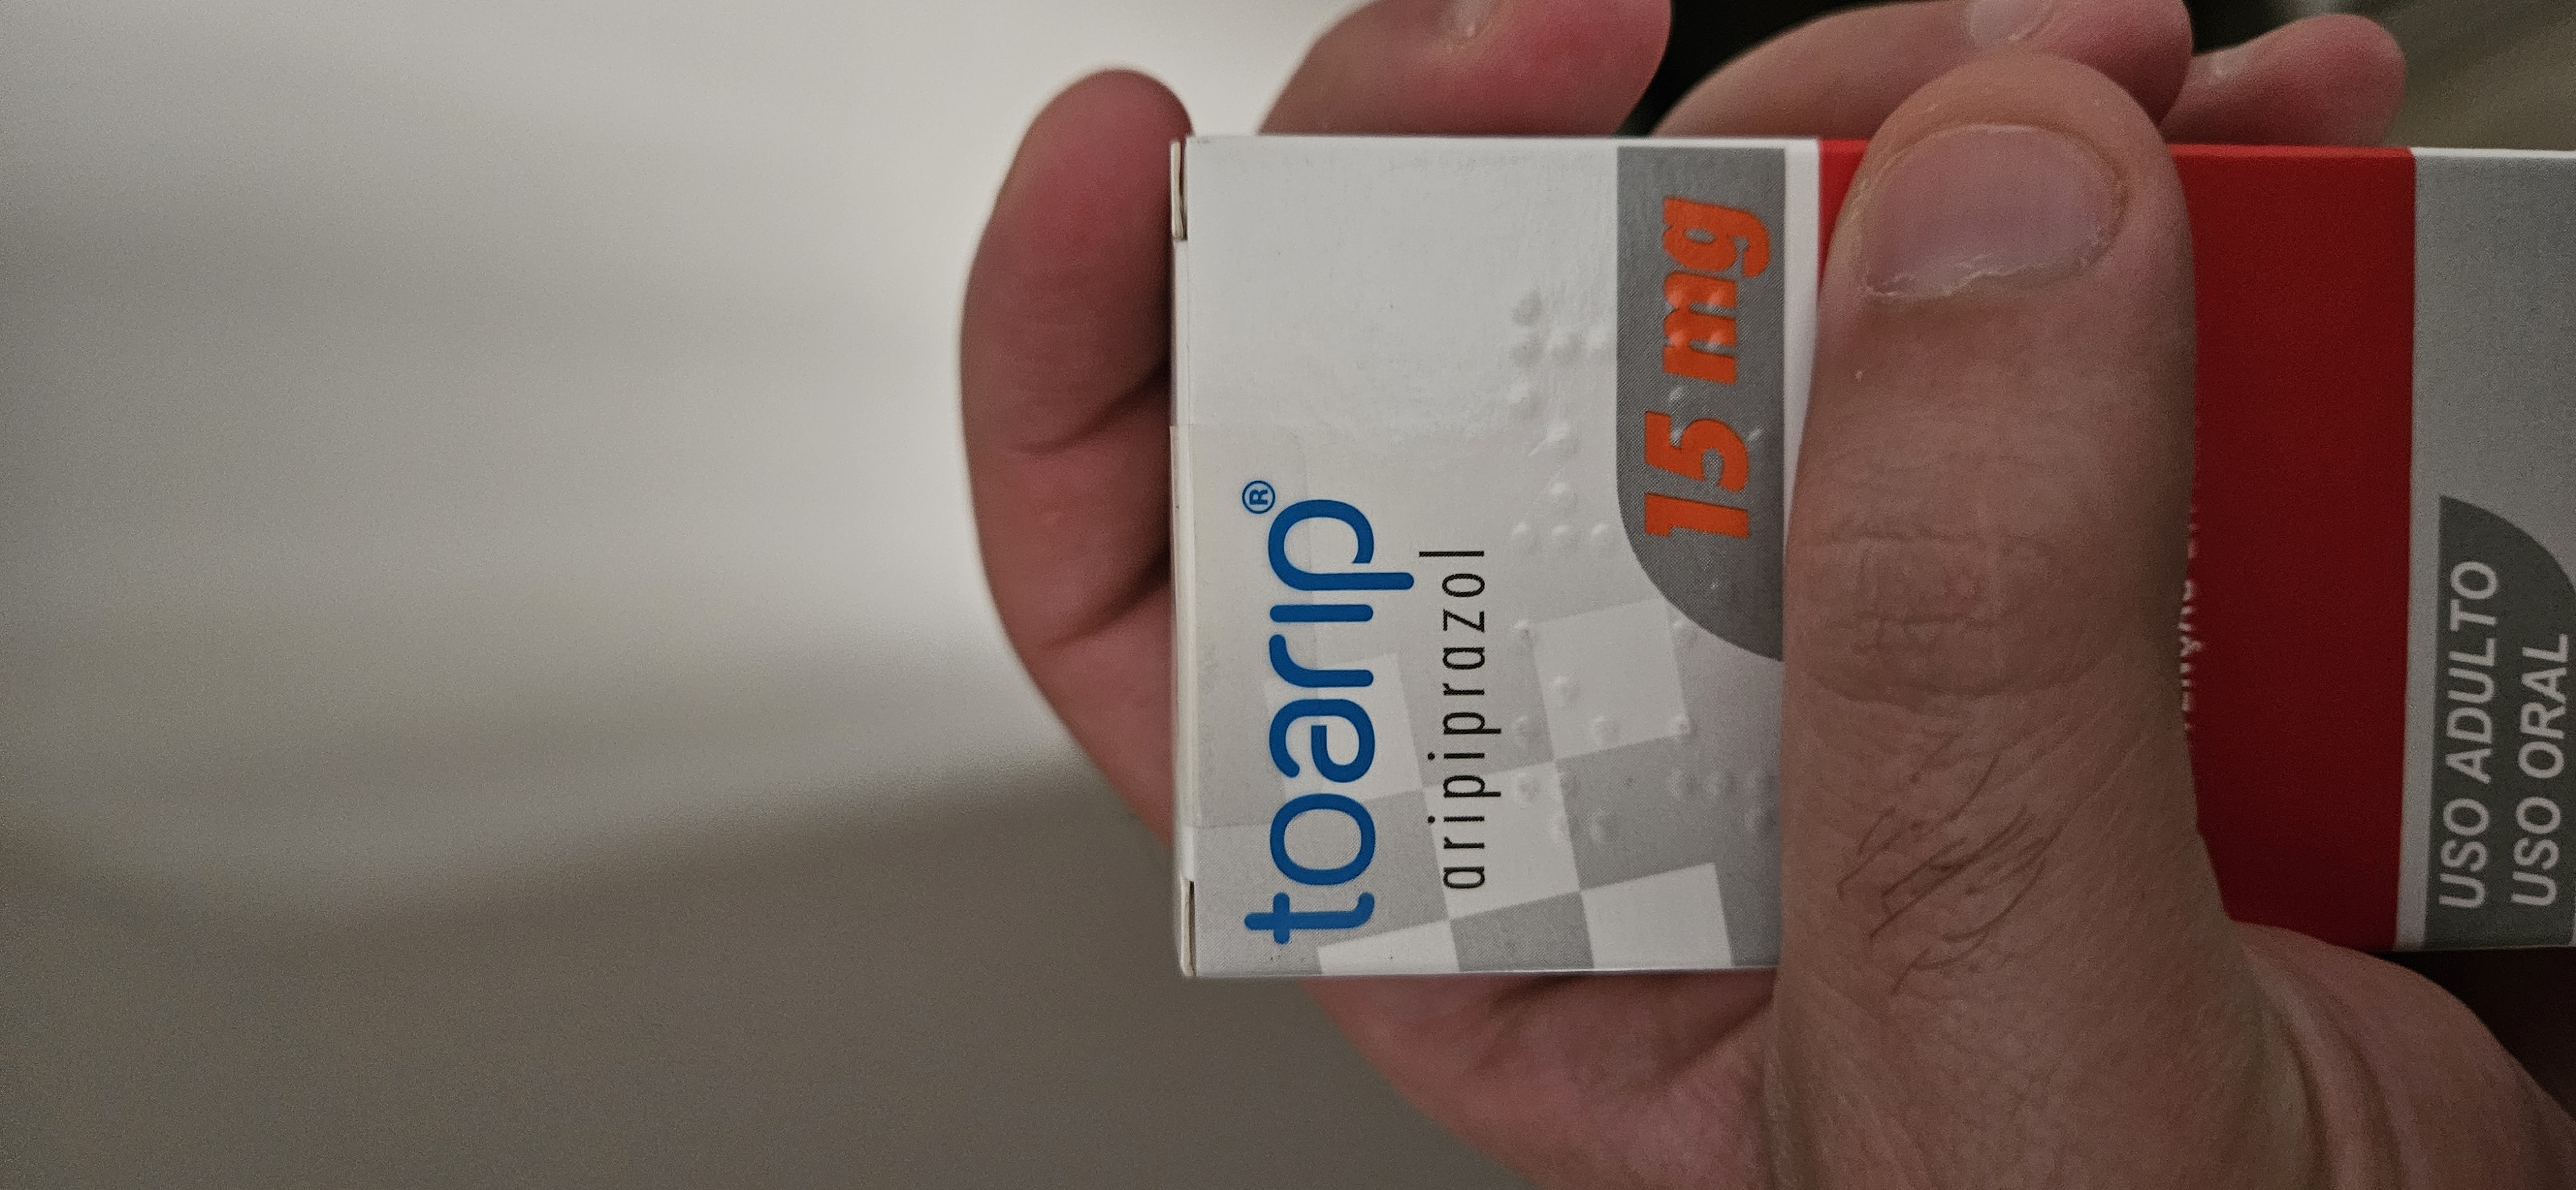 toarip®
aripiprazol
15 mg
USO ADULTO
USO ORAL